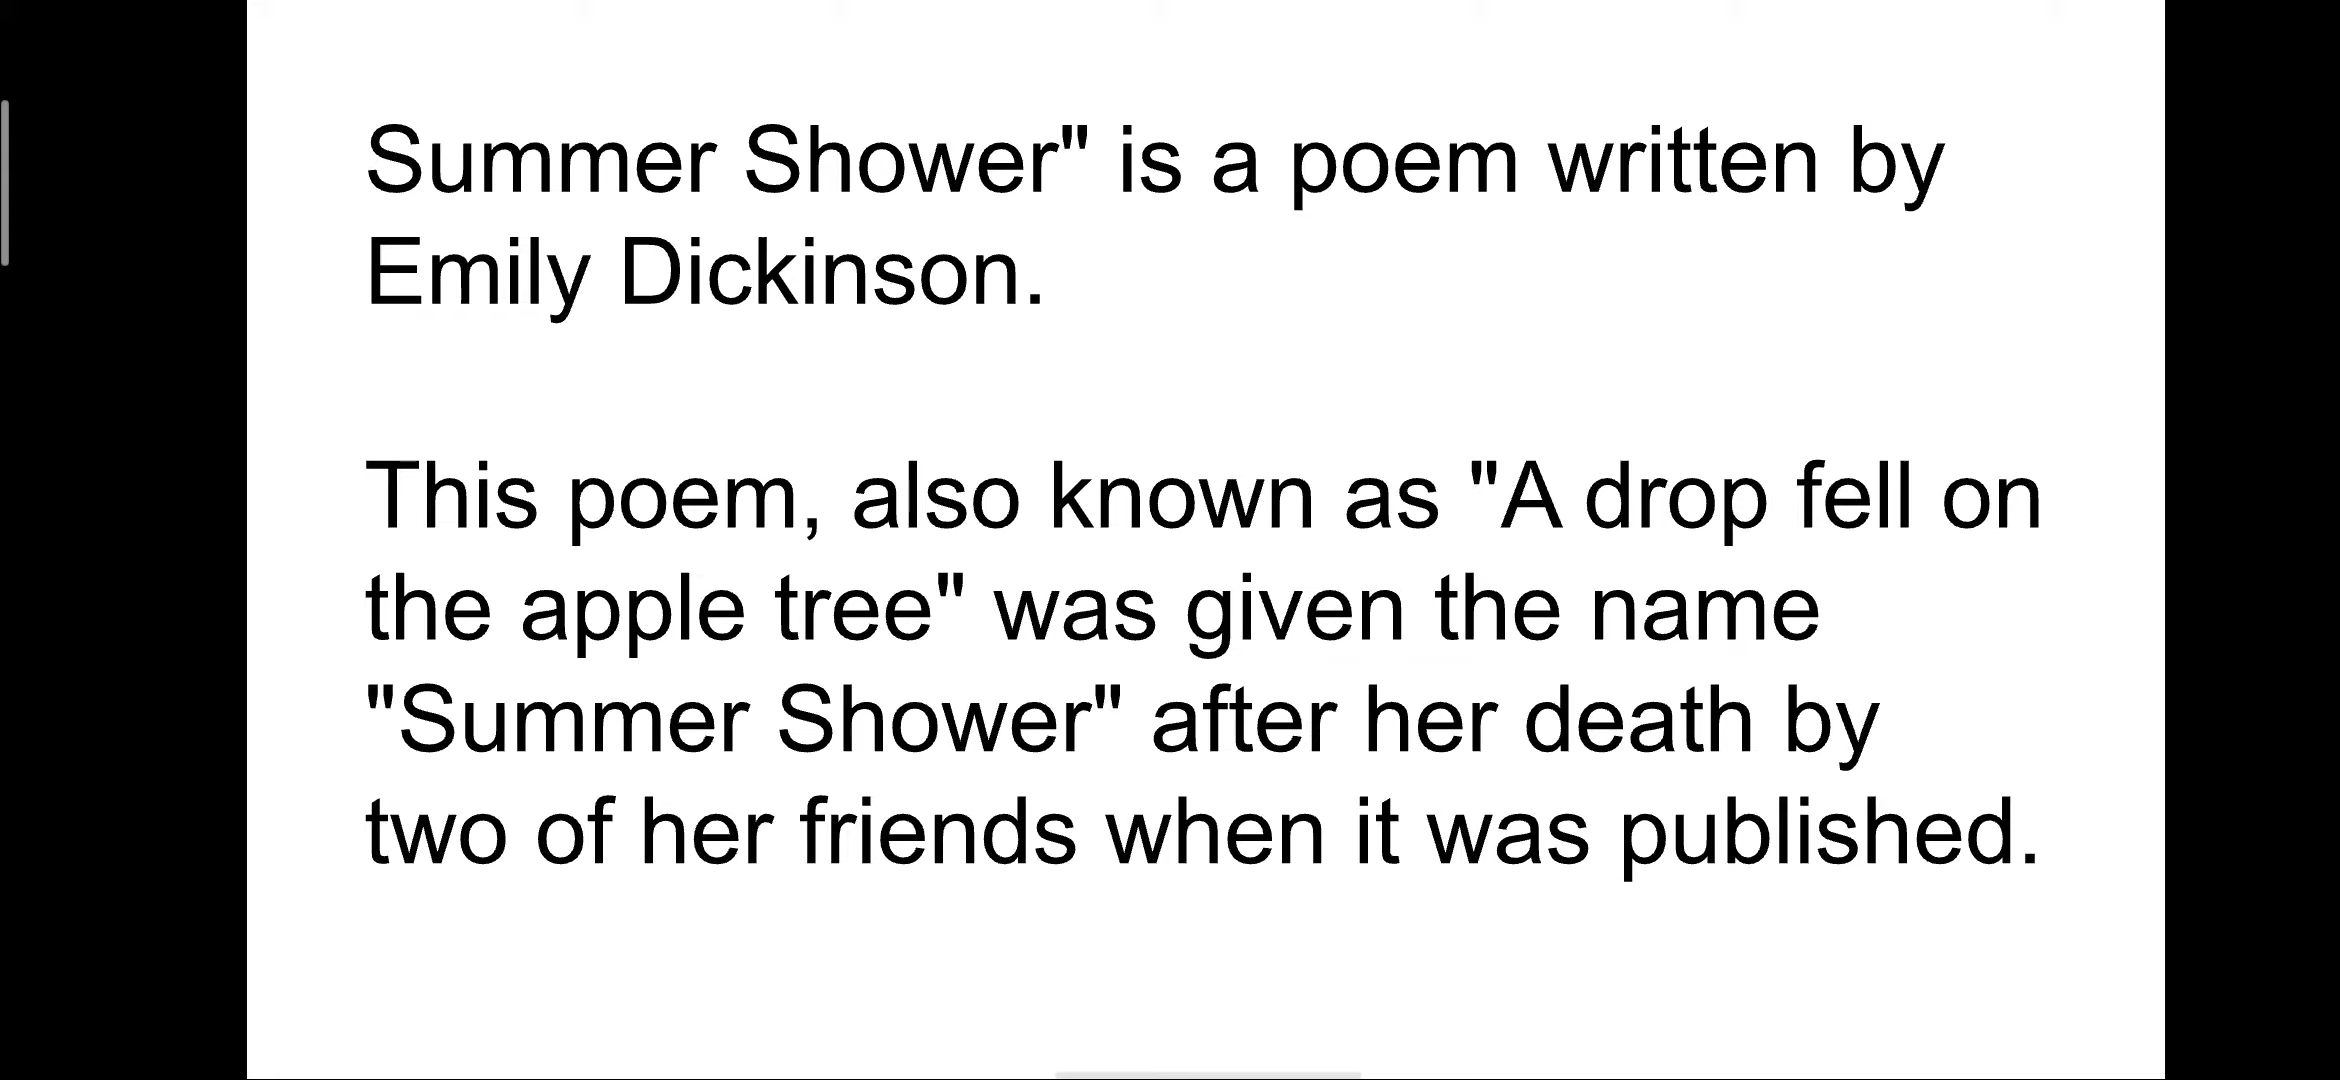 Summer Shower" is a poem written by
Emily Dickinson.
This poem, also known as "A drop fell on
the apple tree" was given the name
"Summer Shower" after her death by
two of her friends when it was published.